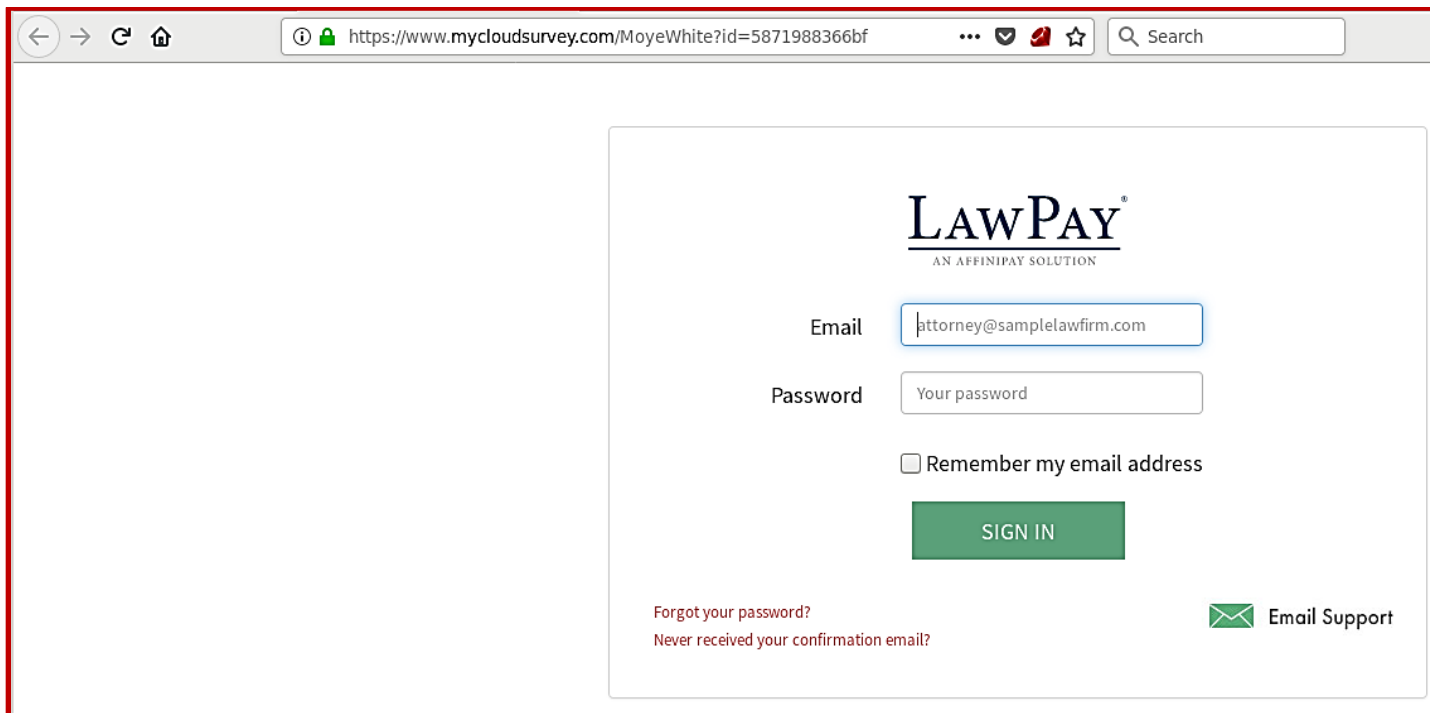 https://www.mycloudsurvey.com/MoyeWhite?id=5871988366bf
Search
LAWPAY®
AN AFFINIPAY SOLUTION
Email
attorney@samplelawfirm.com
Password
Your password
Remember my email address
SIGN IN
Forgot your password?
Email Support
Never received your confirmation email?